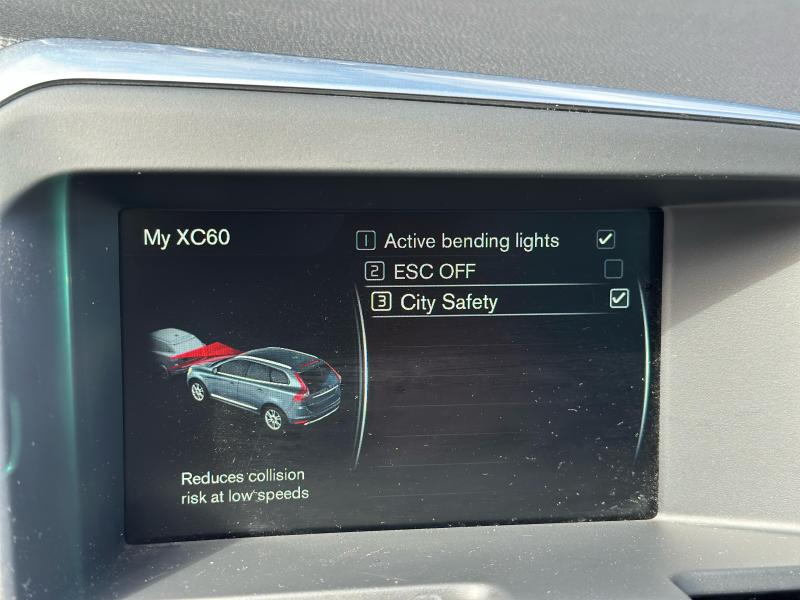 My XC60
1 Active bending lights
2 ESC OFF
3 City Safety
Reduces collision
risk at low speeds